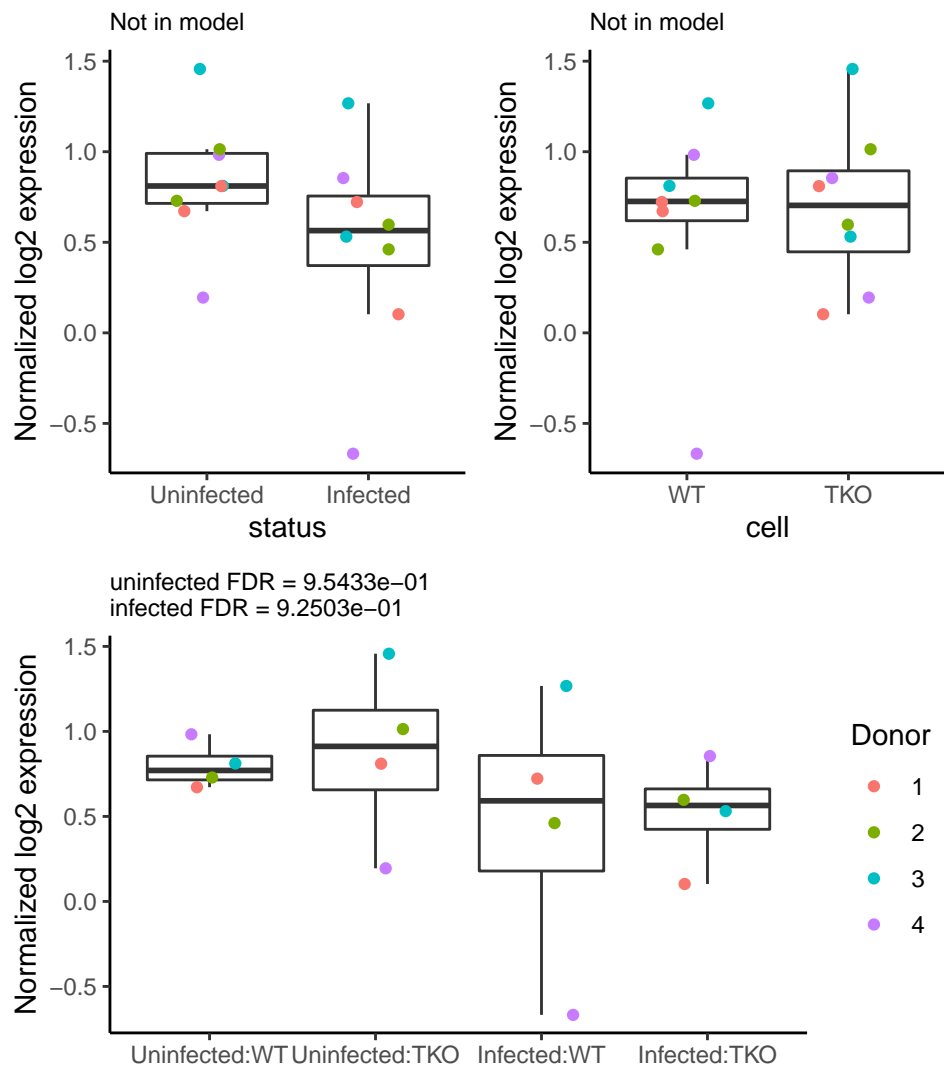 Not in model
Normalized log2 expression
1.5
1.0
0.5
0.0
−0.5
Uninfected
Infected
status
Not in model
Normalized log2 expression
1.5
1.0
0.5
0.0
−0.5
WT
TKO
cell
uninfected FDR = 9.5433e−01
infected FDR = 9.2503e−01
Normalized log2 expression
1.5
1.0
0.5
0.0
−0.5
Uninfected:WT
Uninfected:TKO
Infected:WT
Infected:TKO
Donor
1
2
3
4